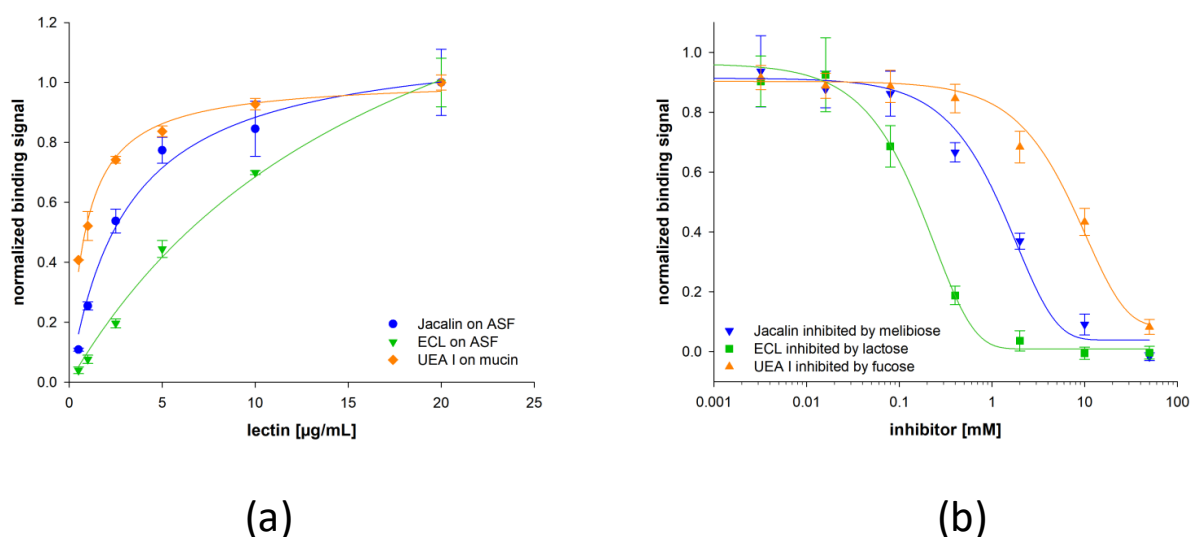 normalized binding signal
1.2
1.0
0.8
0.6
0.4
0.2
0.0
0
5
10
15
20
25
lectin [µg/mL]
Jacalin on ASF
ECL on ASF
UEA I on mucin
(a)
normalized binding signal
1.0
0.8
0.6
0.4
0.2
0.0
0.001
0.01
0.1
1
10
100
inhibitor [mM]
Jacalin inhibited by melibiose
ECL inhibited by lactose
UEA I inhibited by fucose
(b)